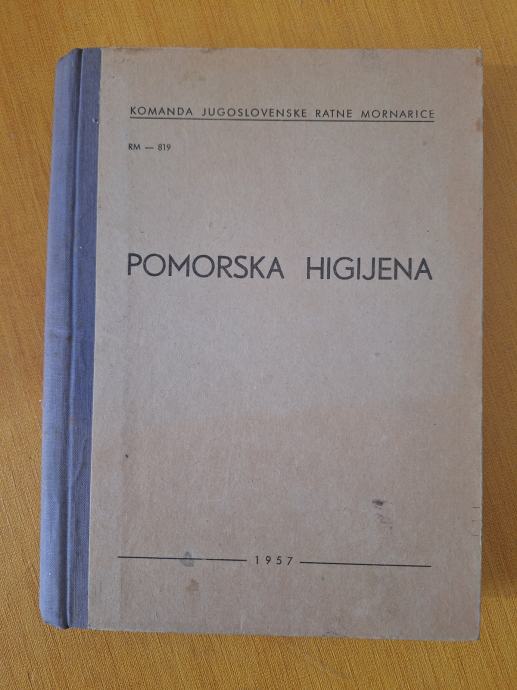 KOMANDA JUGOSLOVENSKE RATNE MORNARICE
RM — 819
POMORSKA HIGIJENA
1957